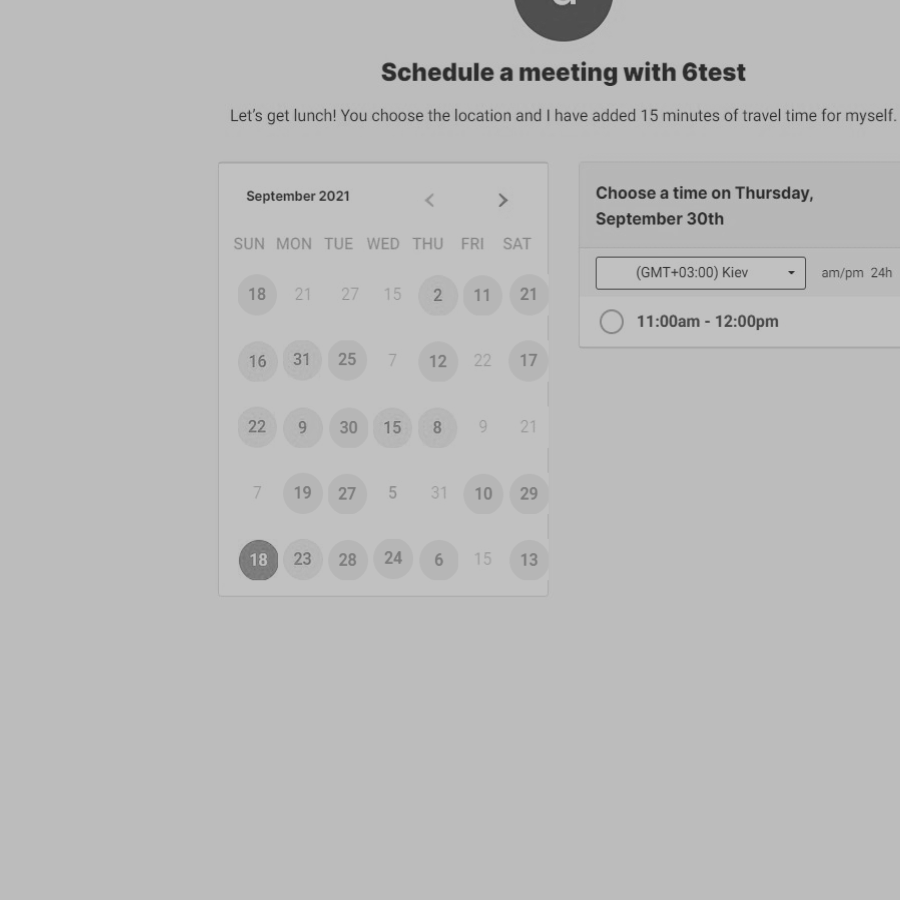 Schedule a meeting with 6test
Let's get lunch! You choose the location and I have added 15 minutes of travel time for myself.
September 2021
SUN MON TUE WED THU FRI SAT
18 21 27 15 2 11 21
16 31 25 7 12 22 17
22 9 30 15 8 9 21
7 19 27 5 31 10 29
18 23 28 24 6 15 13
Choose a time on Thursday,
September 30th
(GMT+03:00) Kiev am/pm 24h
11:00am - 12:00pm